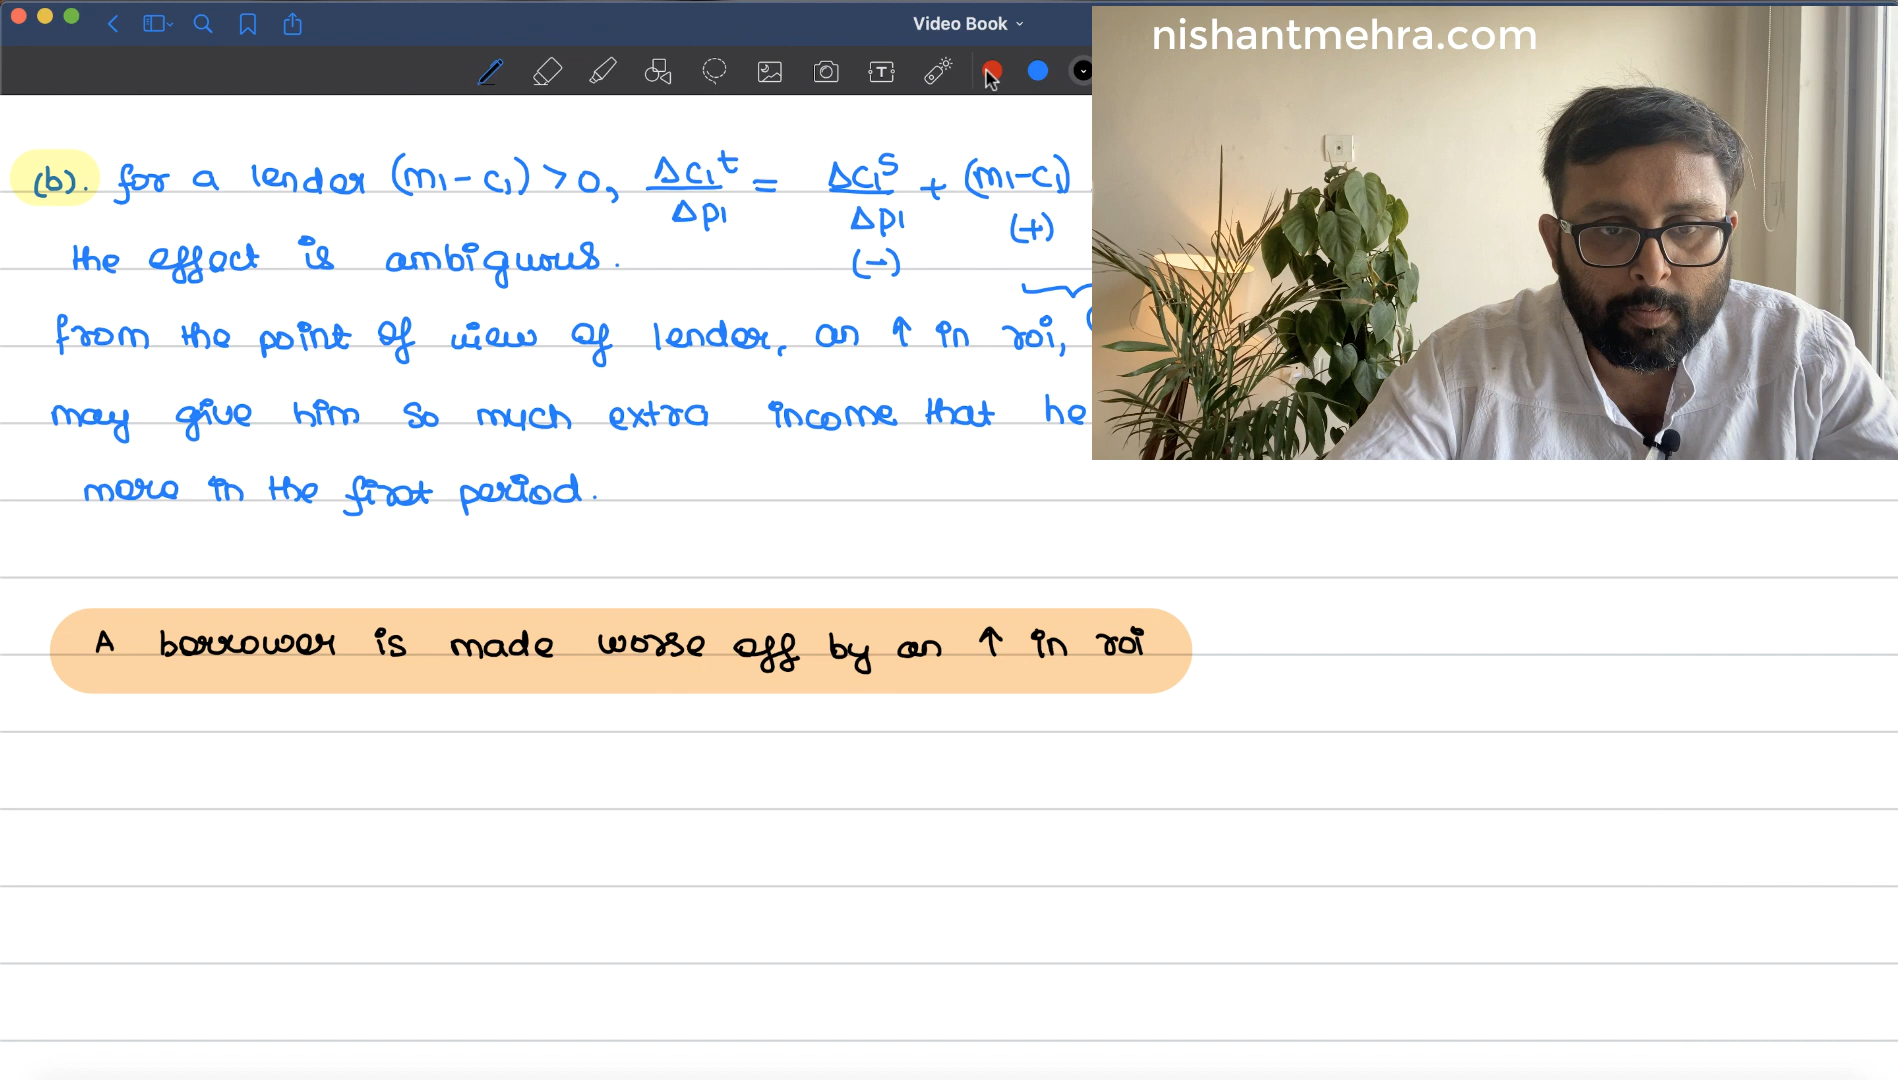 Video Book
nishantmehra.com
(b). for a lender (m1 - c1) > 0, Δc1^t/Δp1 = Δc1^s/Δp1 + (m1-c1)
(-) (+)
the effect is ambiguous.
from the point of view of lender, an ↑ in roi,
may give him so much extra income that he
more in the first period.
A borrower is made worse off by an ↑ in roi